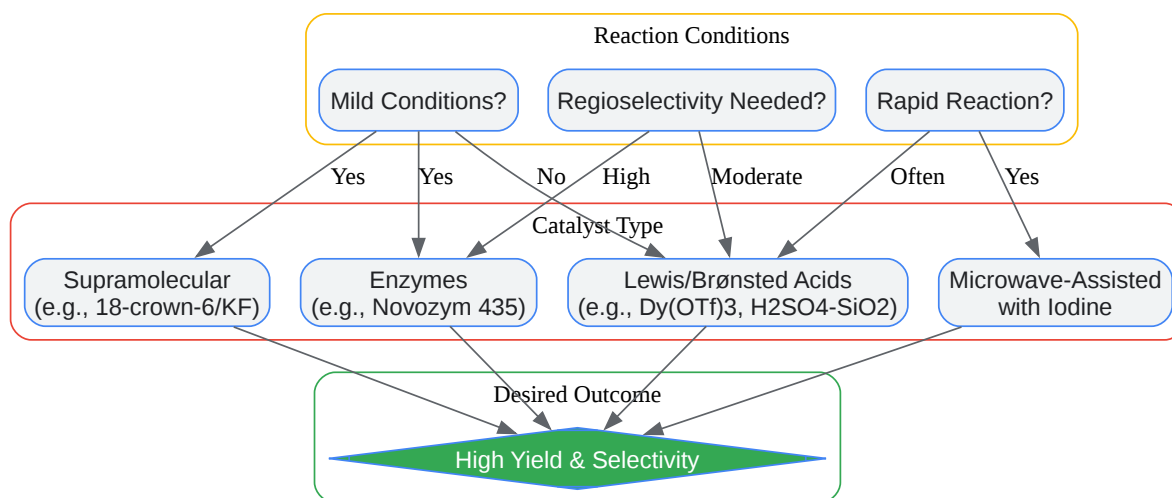 Reaction Conditions
Mild Conditions?
Regioselectivity Needed?
Rapid Reaction?
Yes
Yes
No
High
Moderate
Often
Yes
Catalyst Type
Supramolecular
(e.g., 18-crown-6/KF)
Enzymes
(e.g., Novozym 435)
Lewis/Brønsted Acids
(e.g., Dy(OTf)3, H2SO4-SiO2)
Microwave-Assisted
with Iodine
Desired Outcome
High Yield & Selectivity